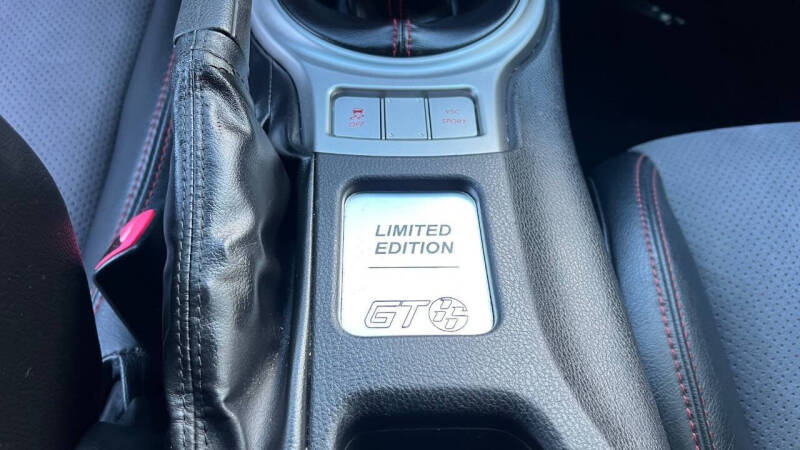 OFF
VSC
SPORT
LIMITED
EDITION
GT86